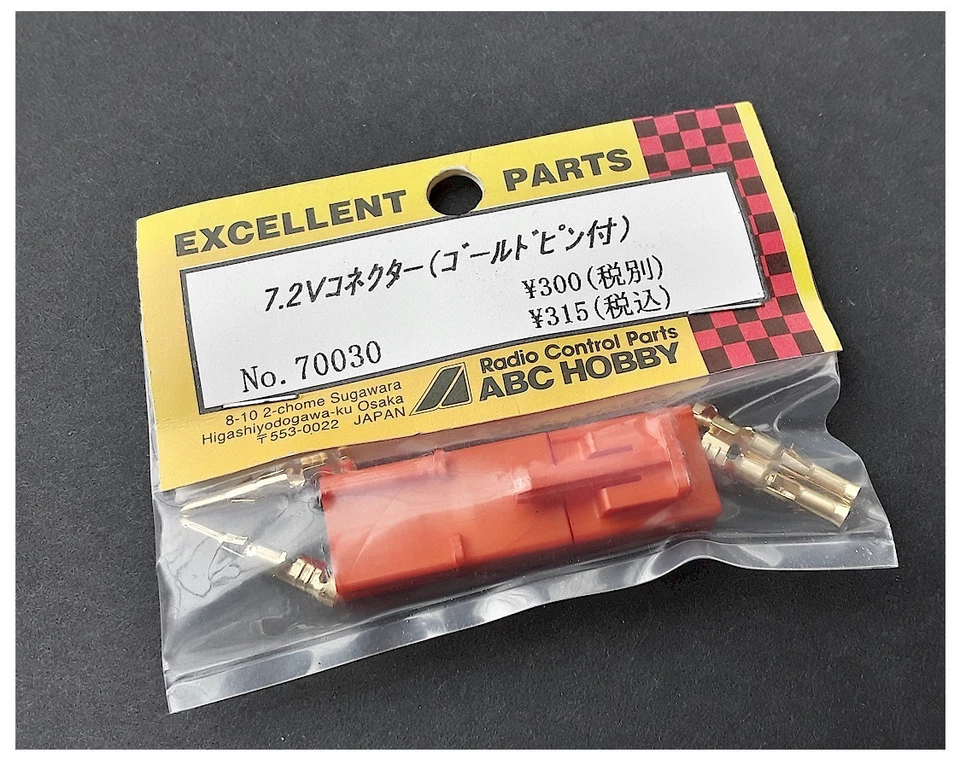 EXCELLENT PARTS
7.2Vコネクター(ゴールドピン付)
¥300(税別)
¥315(税込)
No. 70030
8-10 2-chome Sugawara
Higashiyodogawa-ku Osaka
〒553-0022 JAPAN
Radio Control Parts
ABC HOBBY